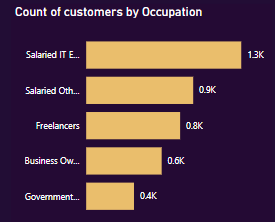 Count of customers by Occupation
Salaried IT E...
1.3K
Salaried Oth...
0.9K
Freelancers
0.8K
Business Ow...
0.6K
Government...
0.4K